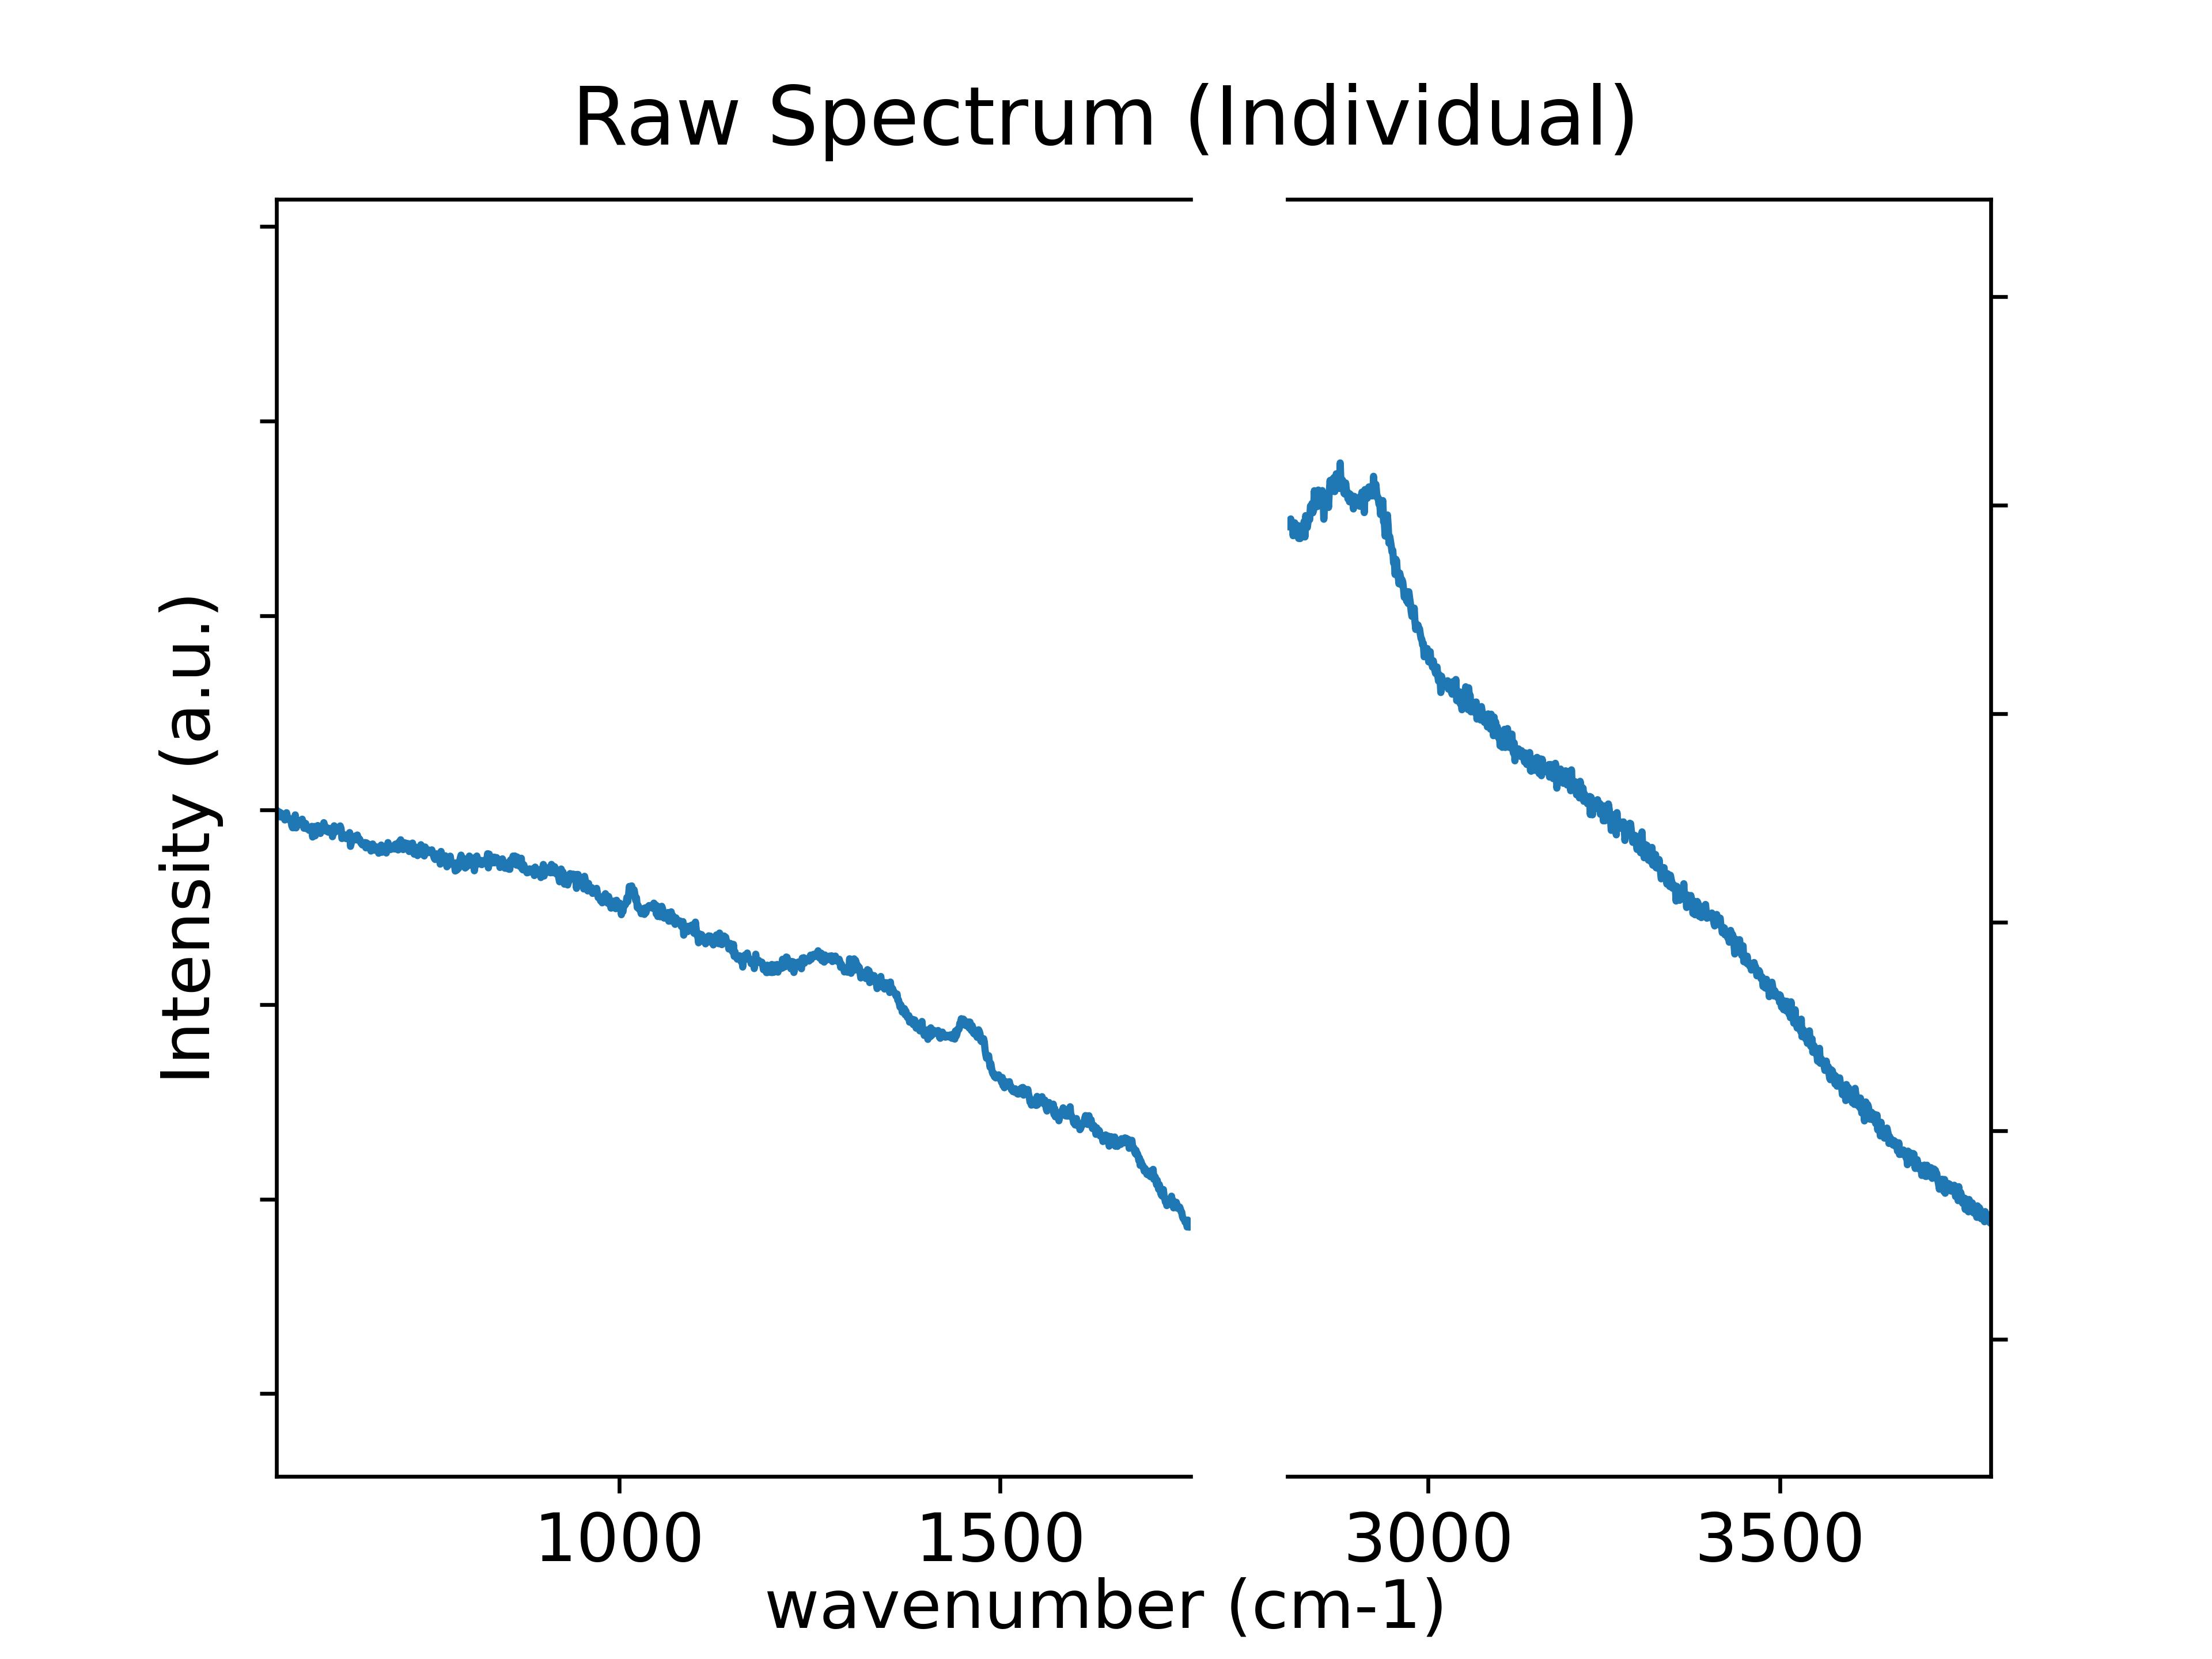 Raw Spectrum (Individual)
Intensity (a.u.)
1000 1500 3000 3500
wavenumber (cm-1)